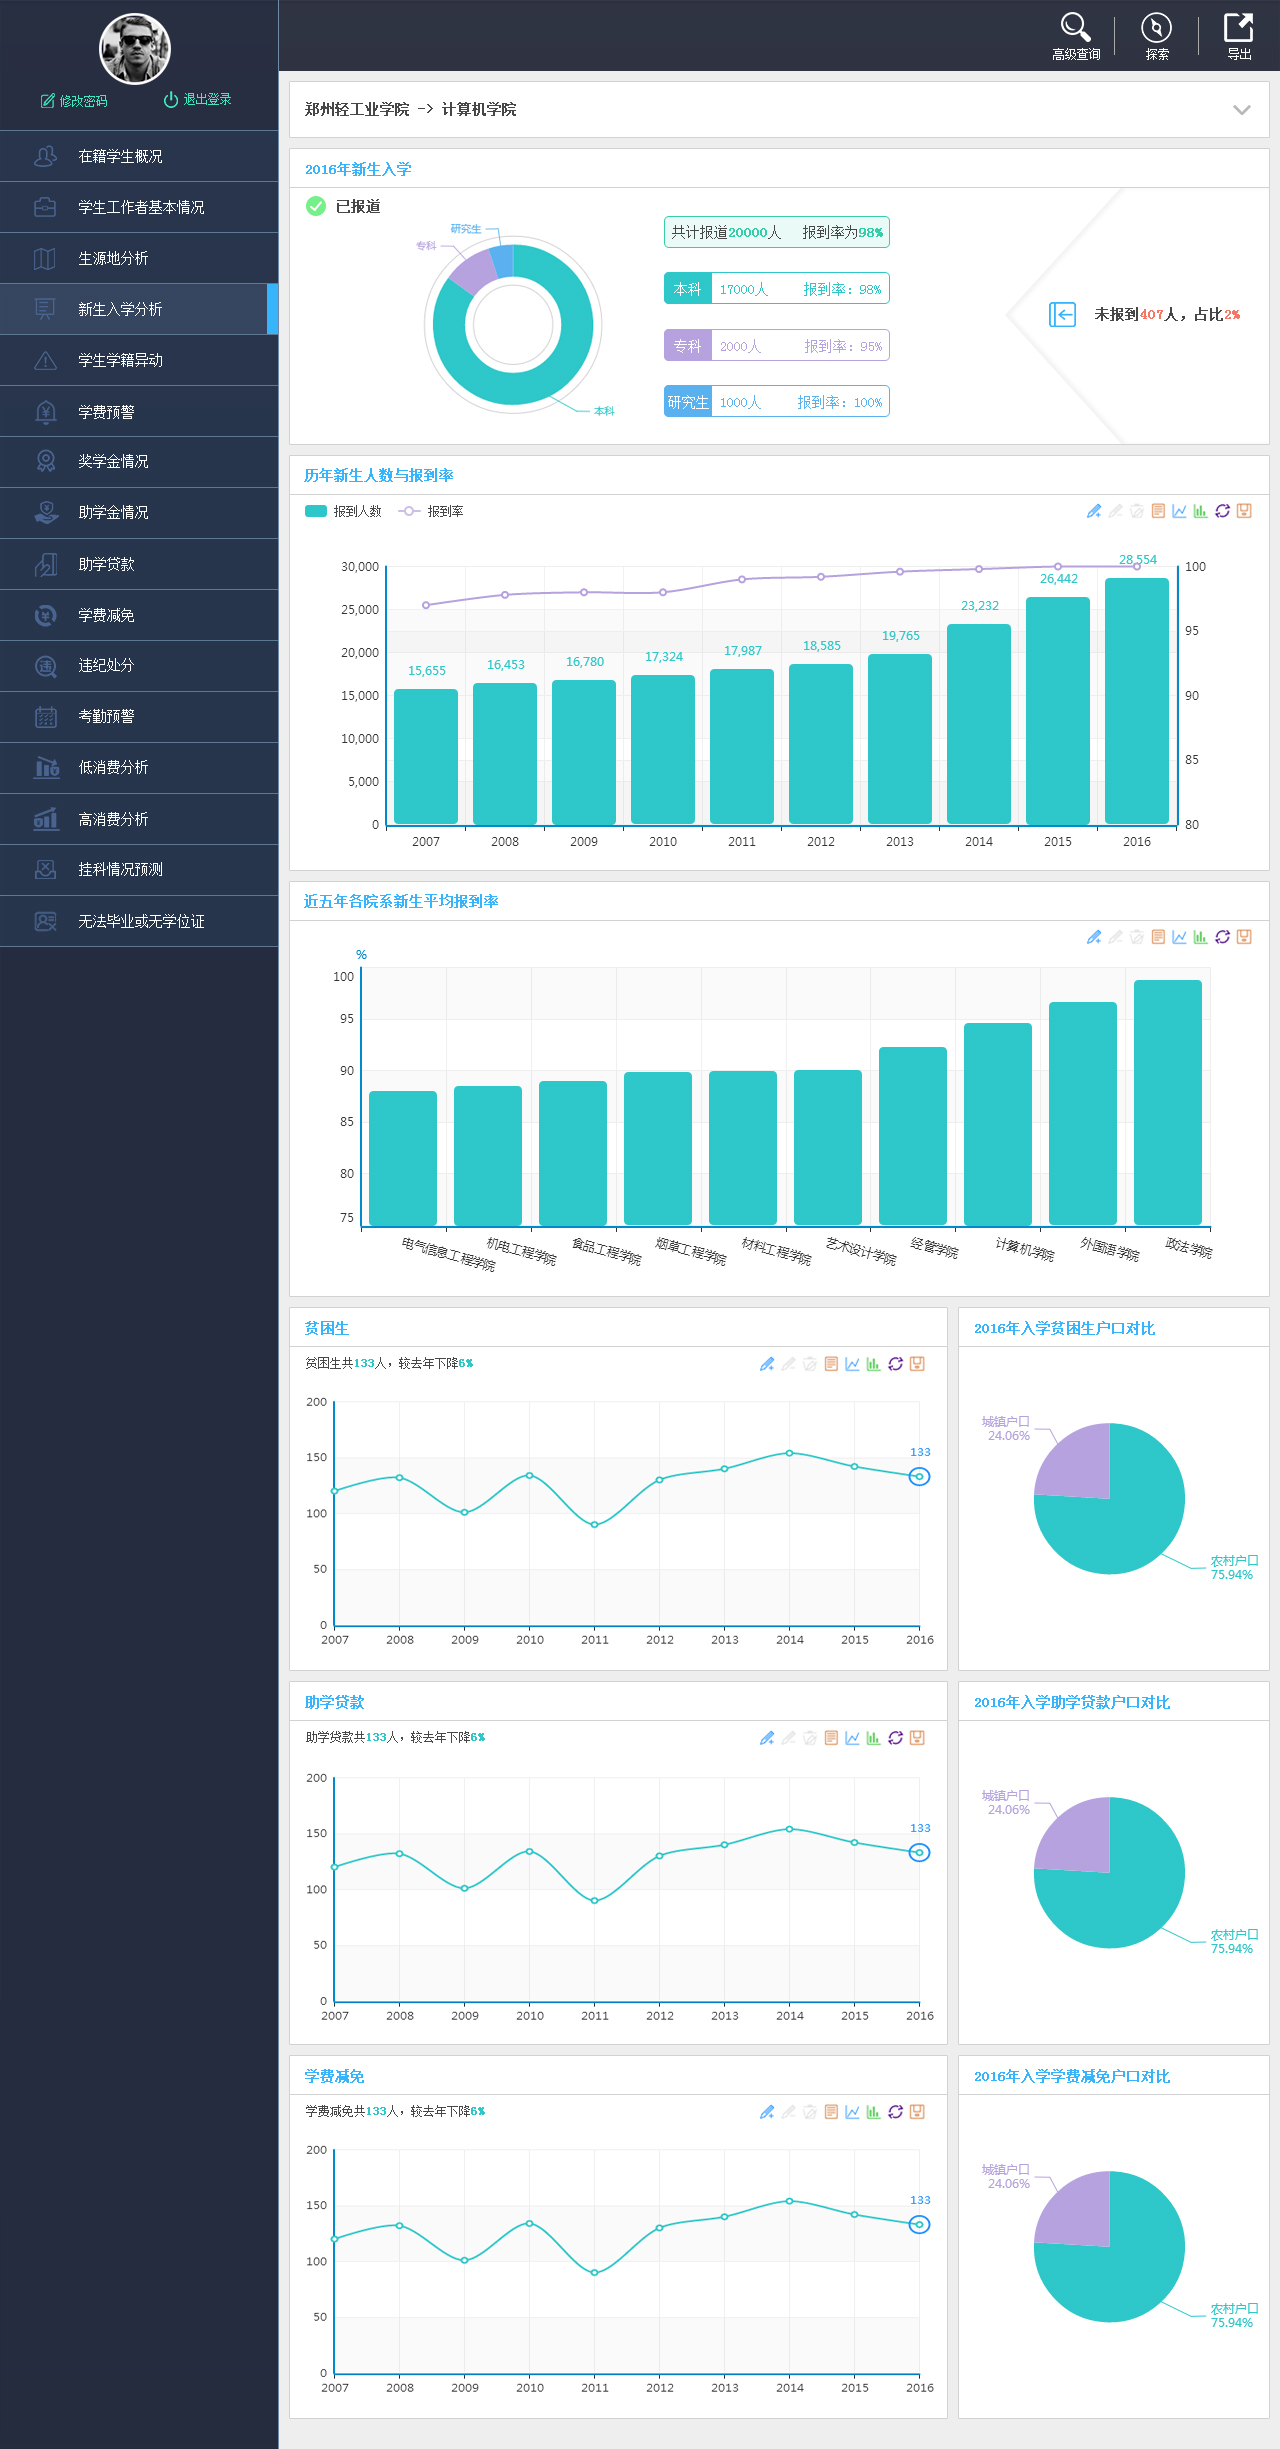 修改密码
退出登录
在籍学生概况
学生工作者基本情况
生源地分析
新生入学分析
学生学籍异动
学费预警
奖学金情况
助学金情况
助学贷款
学费减免
违纪处分
考勤预警
低消费分析
高消费分析
挂科情况预测
无法毕业或无学位证
高级查询
探索
导出
郑州轻工业学院 -> 计算机学院
2016年新生入学
已报道
研究生
专科
本科
共计报道20000人 报到率为98%
本科 17000人 报到率：98%
专科 2000人 报到率：95%
研究生 1000人 报到率：100%
未报到407人，占比2%
历年新生人数与报到率
报到人数 报到率
30,000
25,000
20,000
15,000
10,000
5,000
0
15,655
16,453
16,780
17,324
17,987
18,585
19,765
23,232
26,442
28,554
100
95
90
85
80
2007 2008 2009 2010 2011 2012 2013 2014 2015 2016
近五年各院系新生平均报到率
%
100
95
90
85
80
75
电气信息工程学院
机电工程学院
食品工程学院
烟草工程学院
材料工程学院
艺术设计学院
经管学院
计算机学院
外国语学院
政法学院
贫困生
贫困生共133人，较去年下降6%
200
150
100
50
0
133
2007 2008 2009 2010 2011 2012 2013 2014 2015 2016
2016年入学贫困生户口对比
城镇户口
24.06%
农村户口
75.94%
助学贷款
助学贷款共133人，较去年下降6%
200
150
100
50
0
133
2007 2008 2009 2010 2011 2012 2013 2014 2015 2016
2016年入学助学贷款户口对比
城镇户口
24.06%
农村户口
75.94%
学费减免
学费减免共133人，较去年下降6%
200
150
100
50
0
133
2007 2008 2009 2010 2011 2012 2013 2014 2015 2016
2016年入学学费减免户口对比
城镇户口
24.06%
农村户口
75.94%